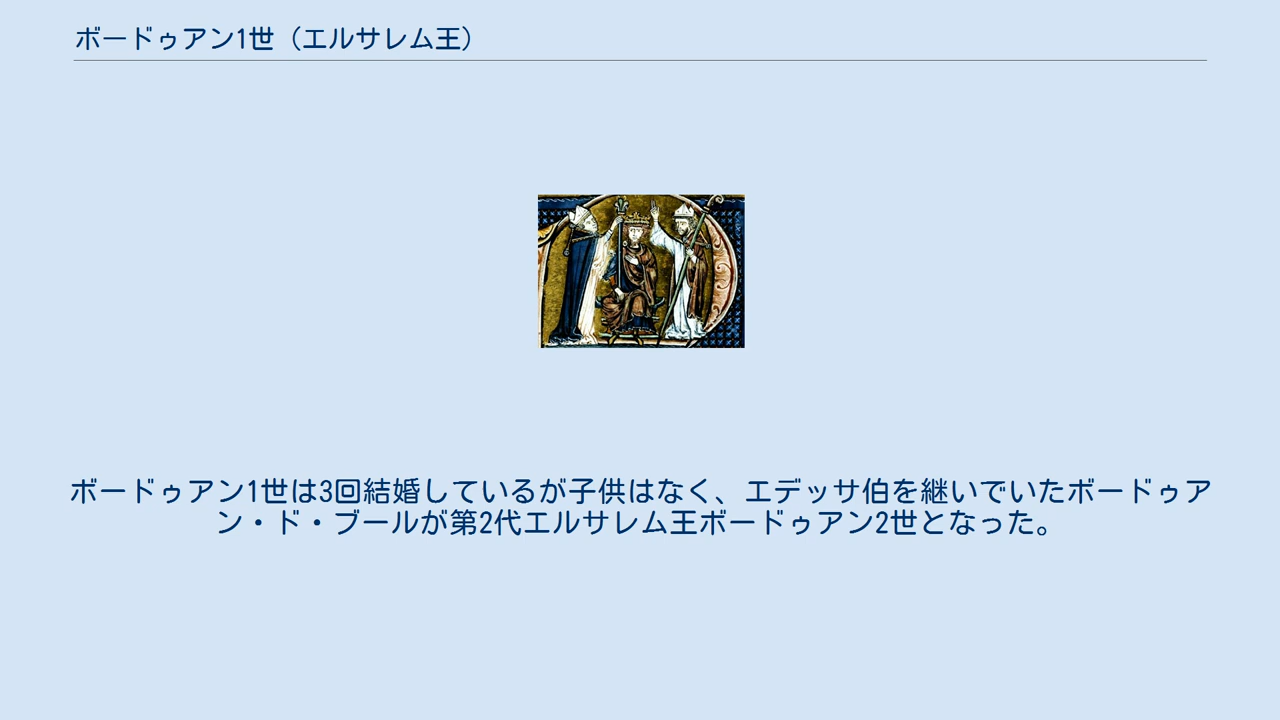 ボードゥアン1世（エルサレム王）
ボードゥアン1世は3回結婚しているが子供はなく、エデッサ伯を継いでいたボードゥア
ン・ド・ブールが第2代エルサレム王ボードゥアン2世となった。